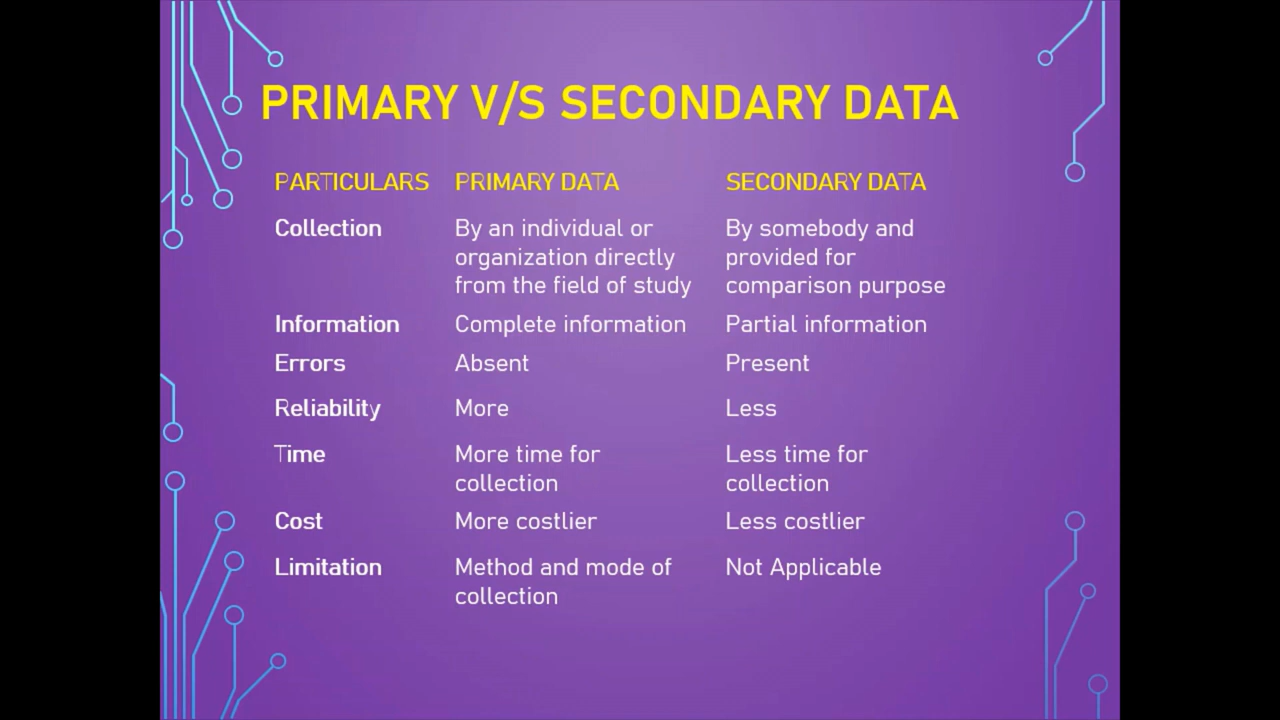 PRIMARY V/S SECONDARY DATA
PARTICULARS PRIMARY DATA SECONDARY DATA
Collection By an individual or By somebody and
organization directly provided for
from the field of study comparison purpose
Information Complete information Partial information
Errors Absent Present
Reliability More Less
Time More time for Less time for
collection collection
Cost More costlier Less costlier
Limitation Method and mode of Not Applicable
collection